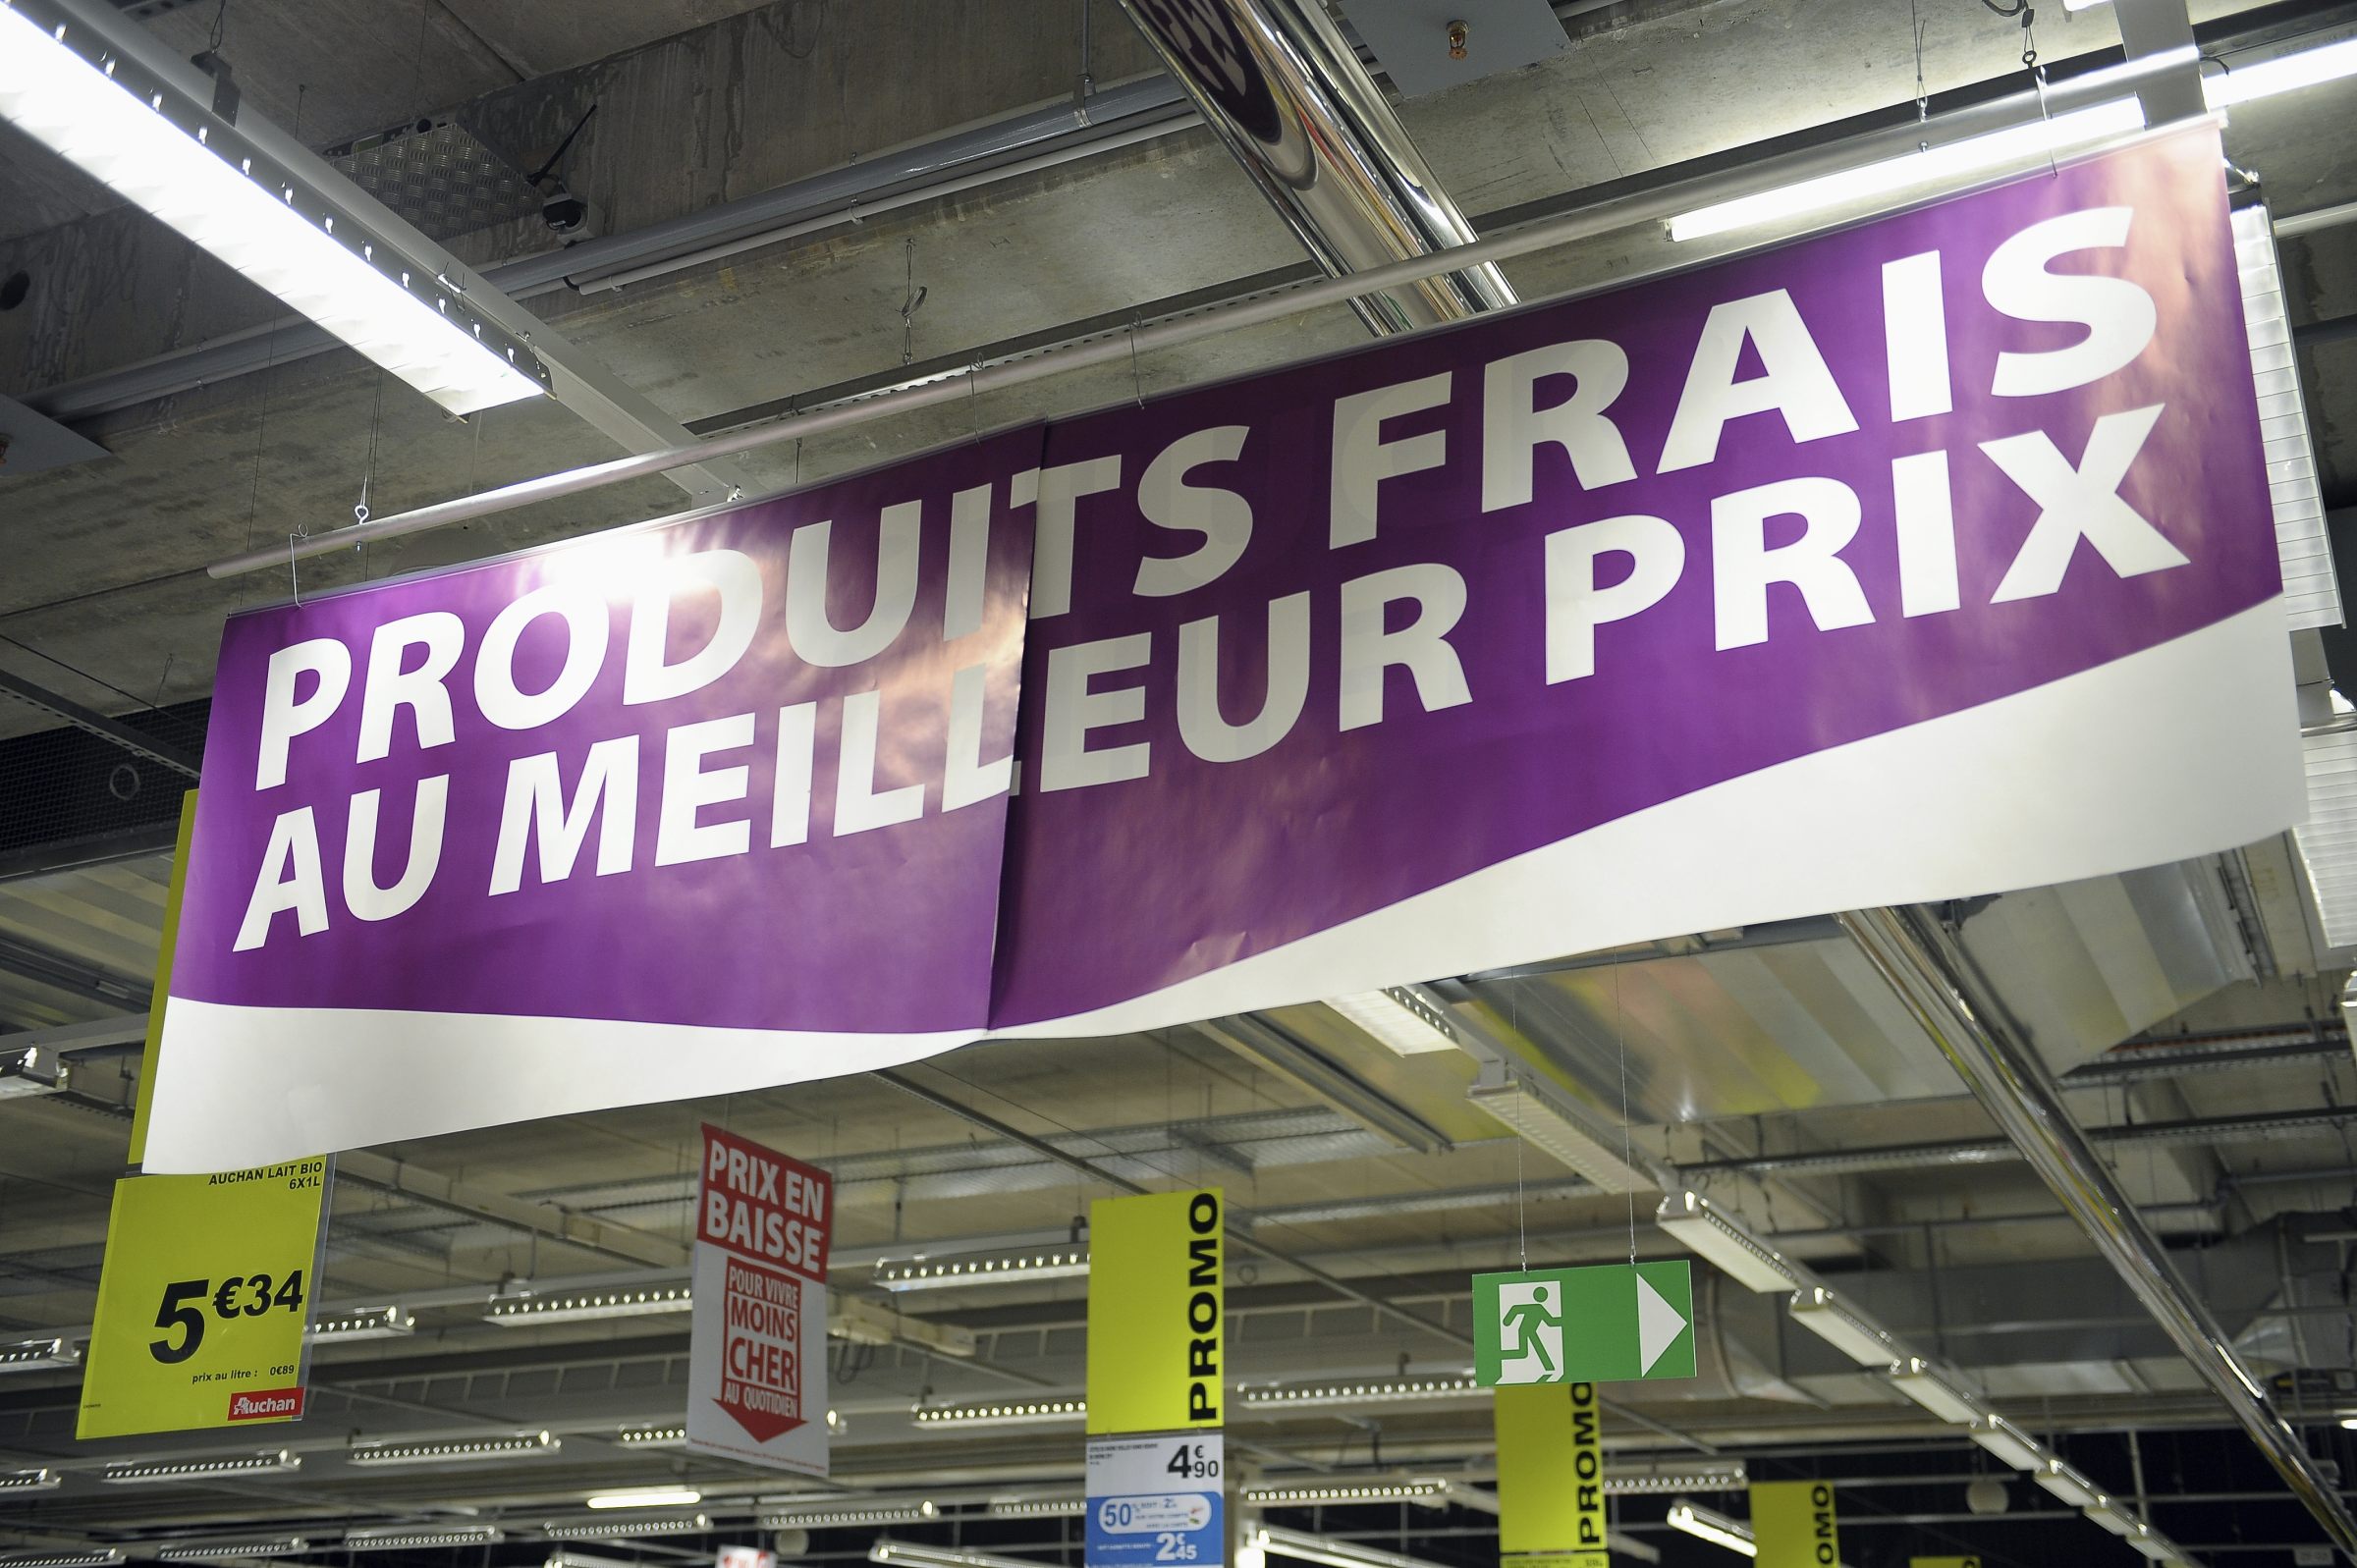 PRODUITS FRAIS
AU MEILLEUR PRIX
AUCHAN LAIT BIO
6X1L
5€34
prix au litre : 0€89
Auchan
PRIX EN
BAISSE
POUR VIVRE
MOINS
CHER
AU QUOTIDIEN
PROMO
4€90
50%
2€45
PROMO
OMO